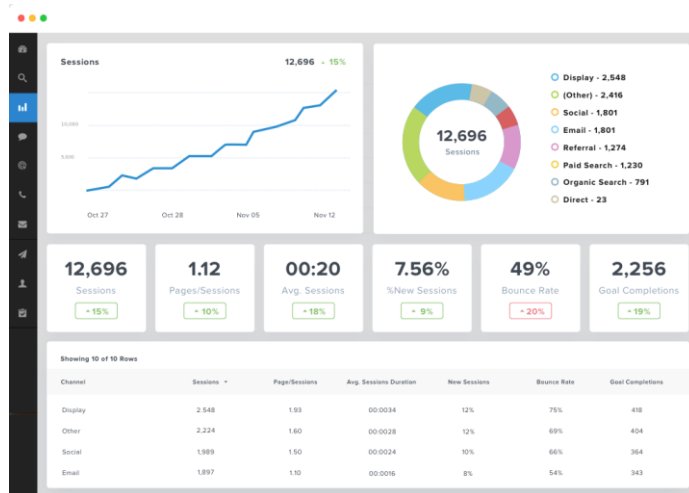 Sessions 12,696 15%
10,000
5,000
Oct 27 Oct 28 Nov 05 Nov 12
12,696
Sessions
Display - 2,548
(Other) - 2,416
Social - 1,801
Email - 1,801
Referral - 1,274
Paid Search - 1,230
Organic Search - 791
Direct - 23
12,696 1.12 00:20 7.56% 49% 2,256
Sessions Pages/Sessions Avg. Sessions %New Sessions Bounce Rate Goal Completions
15% 10% 18% 9% 20% 19%
Showing 10 of 10 Rows
Channel Sessions Page/Sessions Avg. Sessions Duration New Sessions Bounce Rate Goal Completions
Display 2.548 1.93 00:0034 12% 75% 418
Other 2,224 1.60 00:0028 12% 69% 404
Social 1,989 1.50 00:0024 10% 66% 364
Email 1,897 1.10 00:0016 8% 54% 343